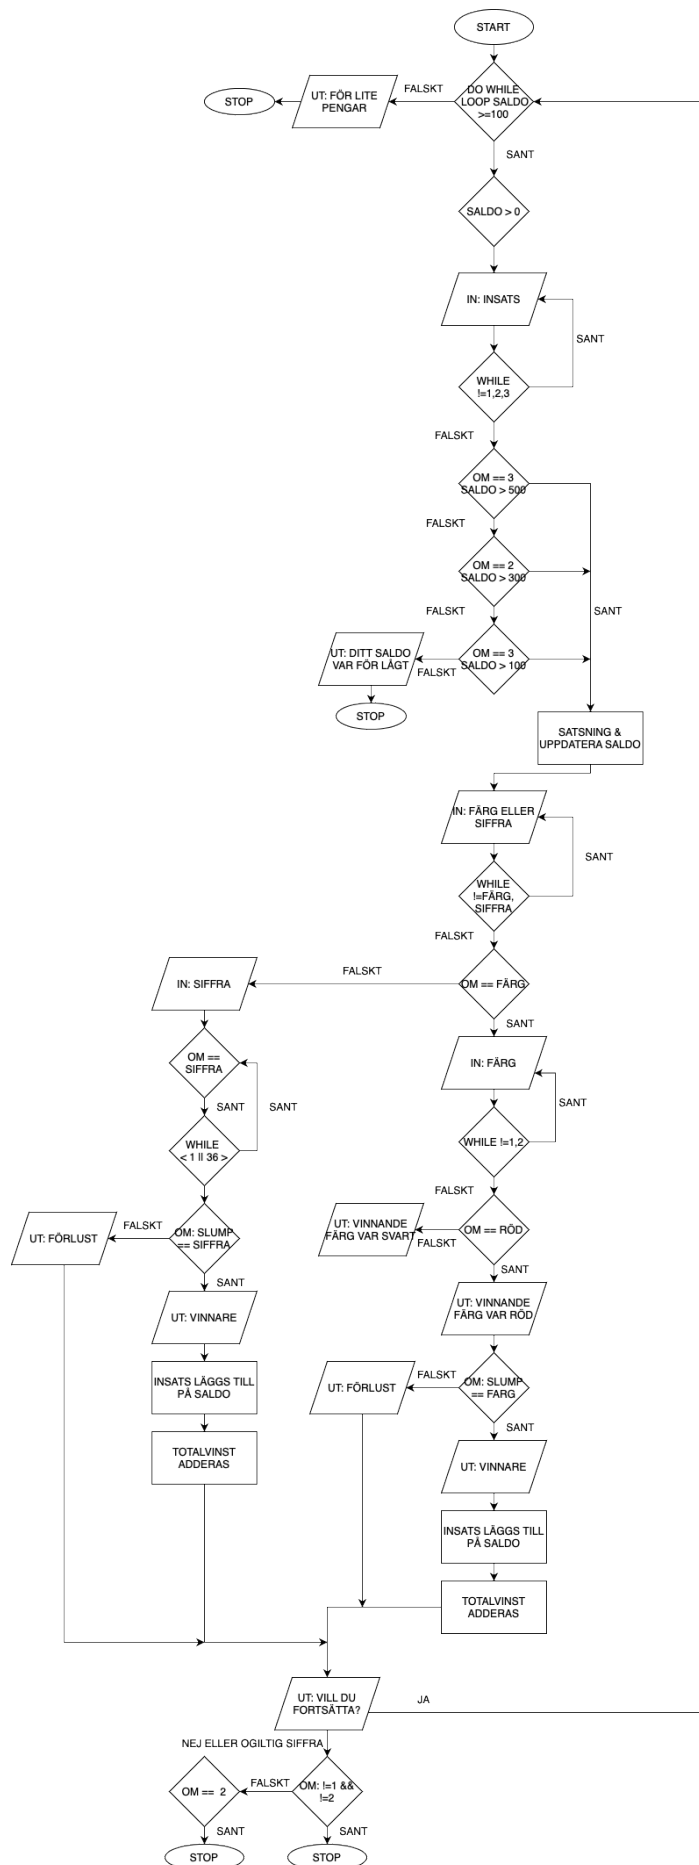 START
DO WHILE
LOOP SALDO
>=100
FALSKT
UT: FÖR LITE
PENGAR
STOP
SANT
SALDO > 0
IN: INSATS
SANT
WHILE
!=1,2,3
FALSKT
OM == 3
SALDO > 500
FALSKT
OM == 2
SALDO > 300
FALSKT
SANT
OM == 3
SALDO > 100
FALSKT
UT: DITT SALDO
VAR FÖR LÅGT
STOP
SATSNING &
UPPDATERA SALDO
IN: FÄRG ELLER
SIFFRA
SANT
WHILE
!=FÄRG,
SIFFRA
FALSKT
OM == FÄRG
FALSKT
IN: SIFFRA
SANT
IN: FÄRG
OM ==
SIFFRA
SANT
SANT
SANT
WHILE
< 1 || 36 >
WHILE !=1,2
FALSKT
OM == RÖD
FALSKT
UT: VINNANDE
FÄRG VAR SVART
OM: SLUMP
== SIFFRA
FALSKT
UT: FÖRLUST
SANT
SANT
UT: VINNARE
UT: VINNANDE
FÄRG VAR RÖD
INSATS LÄGGS TILL
PÅ SALDO
OM: SLUMP
== FARG
FALSKT
UT: FÖRLUST
SANT
TOTALVINST
ADDERAS
UT: VINNARE
INSATS LÄGGS TILL
PÅ SALDO
TOTALVINST
ADDERAS
UT: VILL DU
FORTSÄTTA?
JA
NEJ ELLER OGILTIG SIFFRA
OM: !=1 &&
!=2
FALSKT
OM == 2
SANT
SANT
STOP
STOP